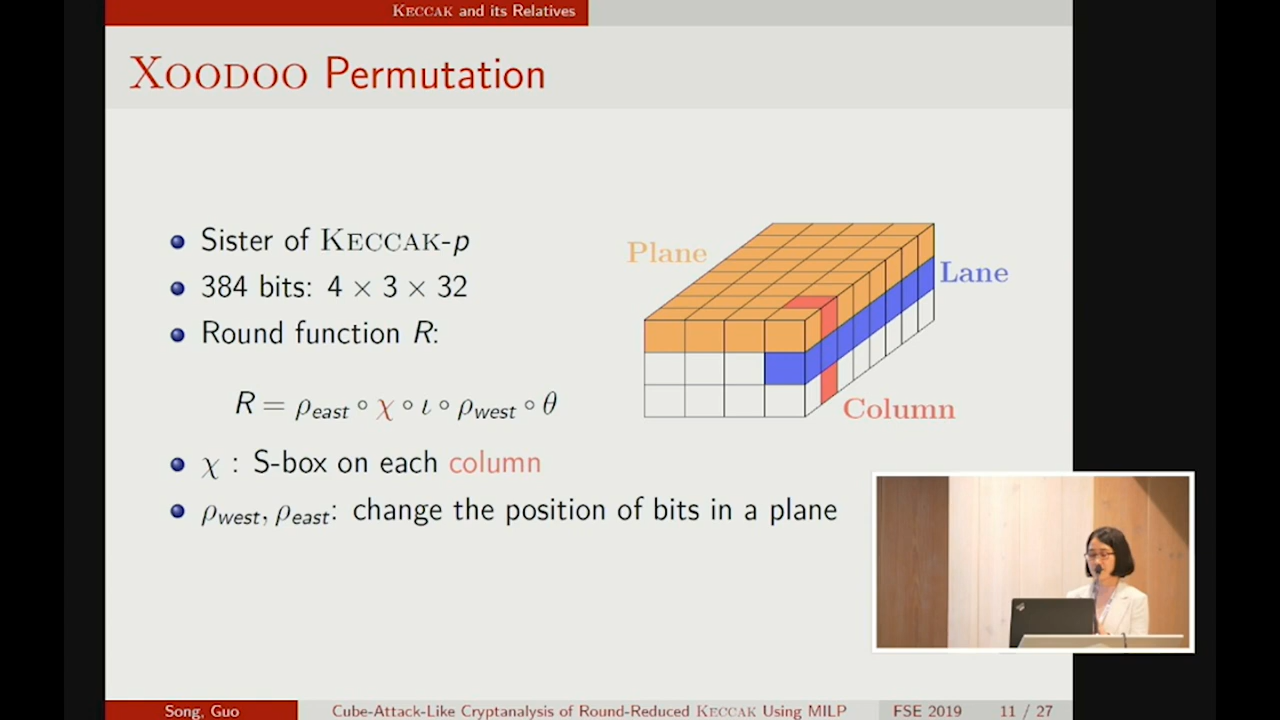 KECCAK and its Relatives
XOODOO Permutation
Sister of KECCAK-p
384 bits: 4 × 3 × 32
Round function R:
R = ρeast ∘ χ ∘ ι ∘ ρwest ∘ θ
χ : S-box on each column
ρwest, ρeast: change the position of bits in a plane
Plane
Lane
Column
Song, Guo
Cube-Attack-Like Cryptanalysis of Round-Reduced KECCAK Using MILP
FSE 2019
11 / 27